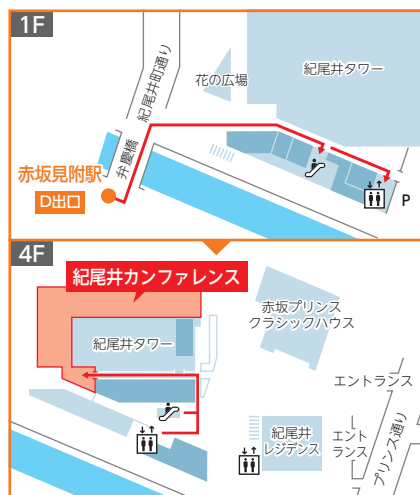 1F
紀尾井町通り
花の広場
紀尾井タワー
弁慶橋
赤坂見附駅
D出口
P
4F
紀尾井カンファレンス
紀尾井タワー
赤坂プリンス
クラシックハウス
エントランス
プリンス通り
紀尾井
レジデンス
エント
ランス